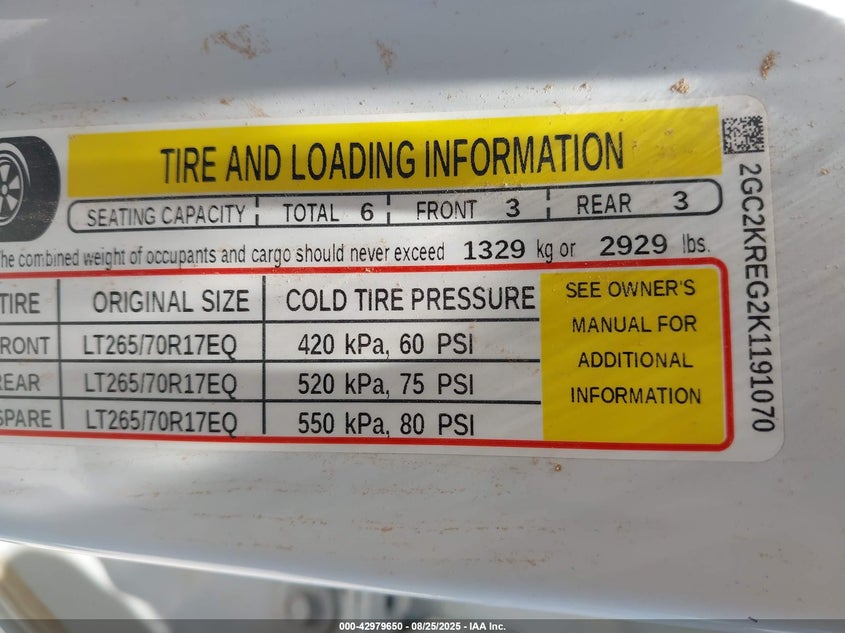 TIRE AND LOADING INFORMATION
SEATING CAPACITY TOTAL 6 FRONT 3 REAR 3
The combined weight of occupants and cargo should never exceed 1329 kg or 2929 lbs.
TIRE ORIGINAL SIZE COLD TIRE PRESSURE
FRONT LT265/70R17EQ 420 kPa, 60 PSI
REAR LT265/70R17EQ 520 kPa, 75 PSI
SPARE LT265/70R17EQ 550 kPa, 80 PSI
SEE OWNER'S
MANUAL FOR
ADDITIONAL
INFORMATION
2GC2KREG2K1191070
000-42979650 - 08/25/2025 - IAA Inc.